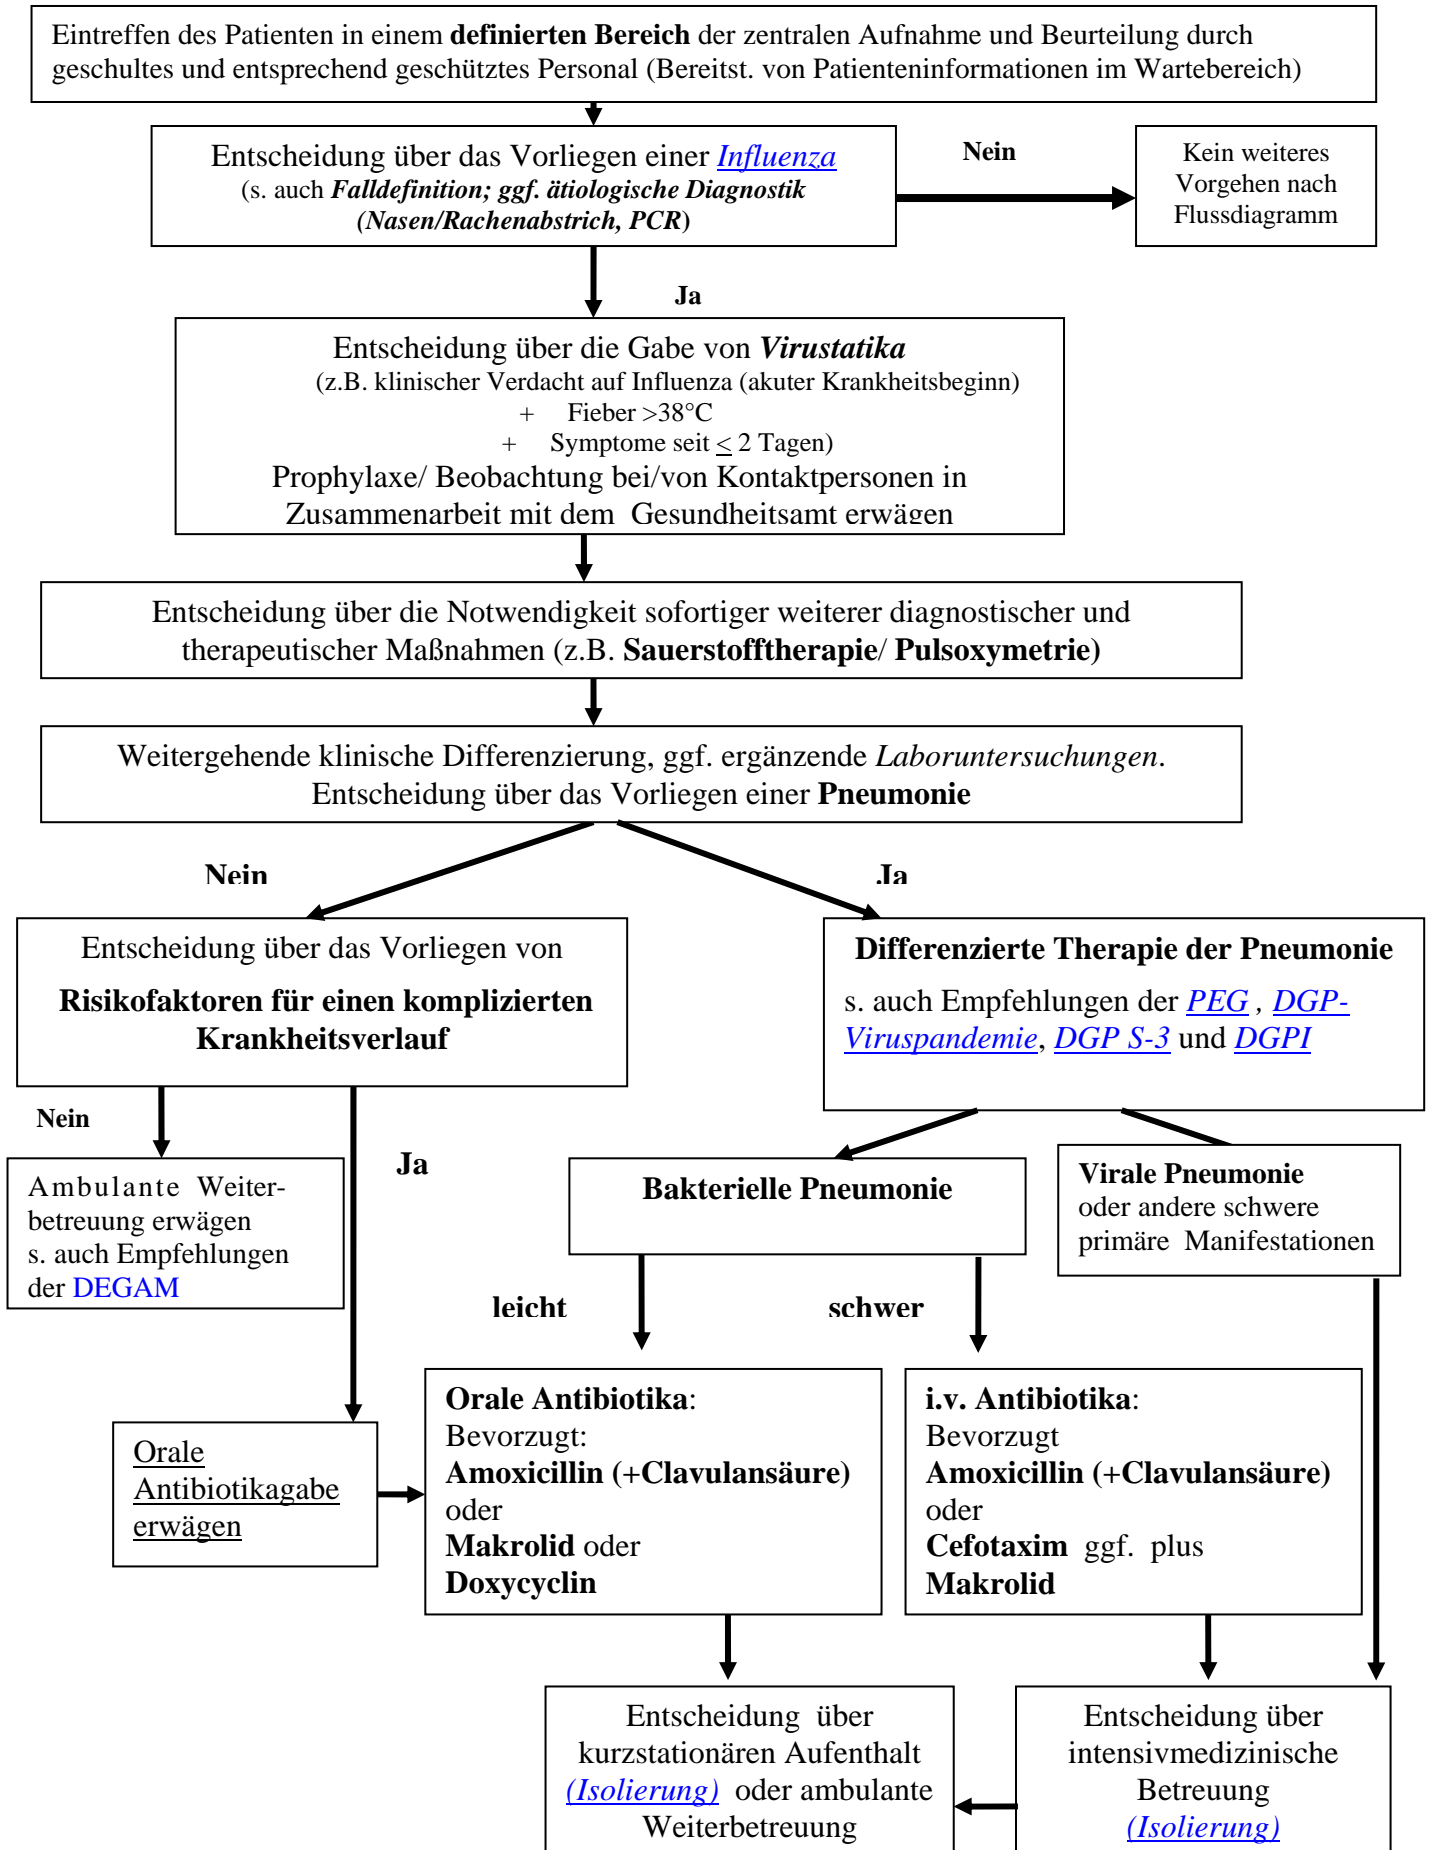 Eintreffen des Patienten in einem definierten Bereich der zentralen Aufnahme und Beurteilung durch
geschultes und entsprechend geschütztes Personal (Bereitst. von Patienteninformationen im Wartebereich)
Entscheidung über das Vorliegen einer Influenza
(s. auch Falldefinition; ggf. ätiologische Diagnostik
(Nasen/Rachenabstrich, PCR)
Nein
Kein weiteres
Vorgehen nach
Flussdiagramm
Ja
Entscheidung über die Gabe von Virustatika
(z.B. klinischer Verdacht auf Influenza (akuter Krankheitsbeginn)
+ Fieber >38°C
+ Symptome seit ≤ 2 Tagen)
Prophylaxe/ Beobachtung bei/von Kontaktpersonen in
Zusammenarbeit mit dem Gesundheitsamt erwägen
Entscheidung über die Notwendigkeit sofortiger weiterer diagnostischer und
therapeutischer Maßnahmen (z.B. Sauerstofftherapie/ Pulsoxymetrie)
Weitergehende klinische Differenzierung, ggf. ergänzende Laboruntersuchungen.
Entscheidung über das Vorliegen einer Pneumonie
Nein
Ja
Entscheidung über das Vorliegen von
Risikofaktoren für einen komplizierten
Krankheitsverlauf
Differenzierte Therapie der Pneumonie
s. auch Empfehlungen der PEG , DGP-
Viruspandemie, DGP S-3 und DGPI
Nein
Ja
Ambulante Weiter-
betreuung erwägen
s. auch Empfehlungen
der DEGAM
Bakterielle Pneumonie
Virale Pneumonie
oder andere schwere
primäre Manifestationen
leicht
schwer
Orale
Antibiotikagabe
erwägen
Orale Antibiotika:
Bevorzugt:
Amoxicillin (+Clavulansäure)
oder
Makrolid oder
Doxycyclin
i.v. Antibiotika:
Bevorzugt
Amoxicillin (+Clavulansäure)
oder
Cefotaxim ggf. plus
Makrolid
Entscheidung über
kurzstationären Aufenthalt
(Isolierung) oder ambulante
Weiterbetreuung
Entscheidung über
intensivmedizinische
Betreuung
(Isolierung)